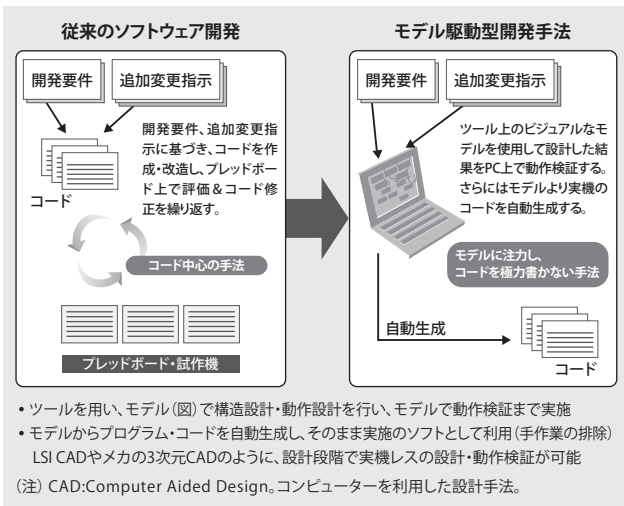 従来のソフトウェア開発
開発要件
追加変更指示
開発要件、追加変更指
示に基づき、コードを作
成・改造し、ブレッドボー
ド上で評価&コード修
正を繰り返す。
コード
コード中心の手法
ブレッドボード・試作機
モデル駆動型開発手法
開発要件
追加変更指示
ツール上のビジュアルなモ
デルを使用して設計した結
果をPC上で動作検証する。
さらにはモデルより実機の
コードを自動生成する。
モデルに注力し、
コードを極力書かない手法
自動生成
コード
• ツールを用い、モデル(図)で構造設計・動作設計を行い、モデルで動作検証まで実施
• モデルからプログラム・コードを自動生成し、そのまま実施のソフトとして利用(手作業の排除)
LSI CADやメカの3次元CADのように、設計段階で実機レスの設計・動作検証が可能
(注) CAD:Computer Aided Design。コンピューターを利用した設計手法。